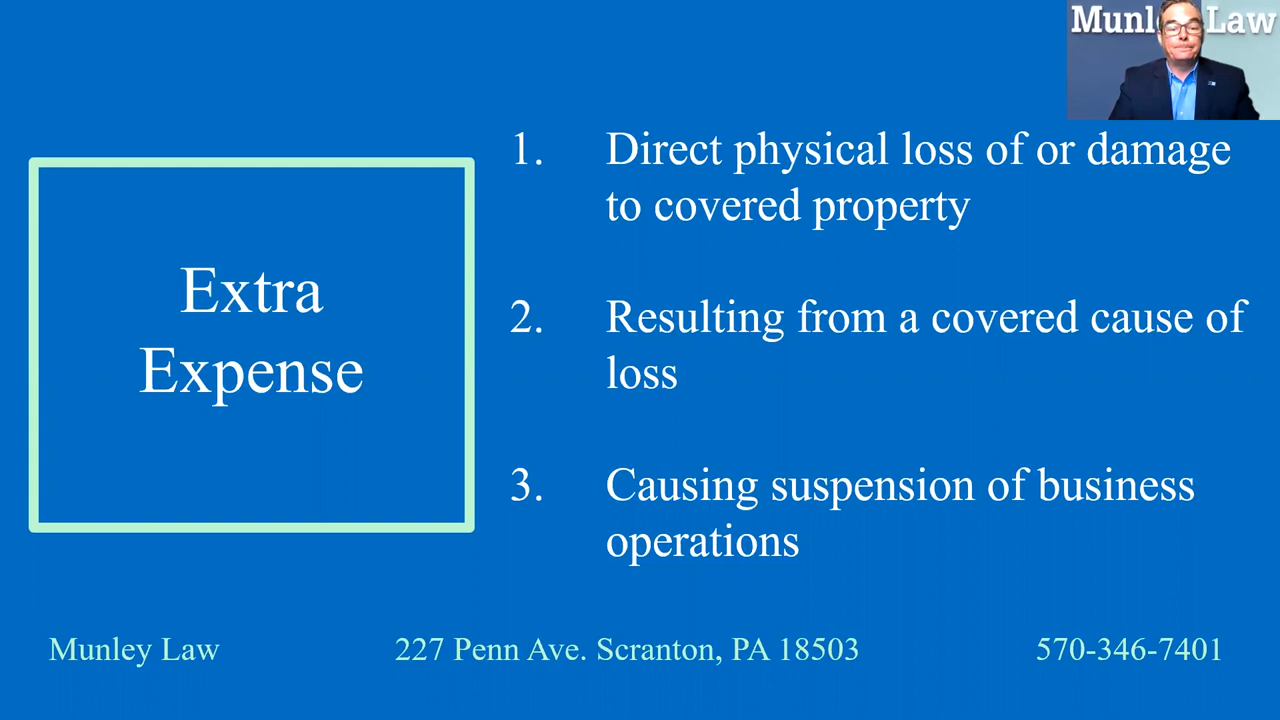 Munl Law
Extra
Expense
1. Direct physical loss of or damage
to covered property
2. Resulting from a covered cause of
loss
3. Causing suspension of business
operations
Munley Law 227 Penn Ave. Scranton, PA 18503 570-346-7401